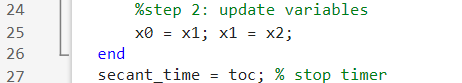 24 %step 2: update variables
25 x0 = x1; x1 = x2;
26 end
27 secant_time = toc; % stop timer